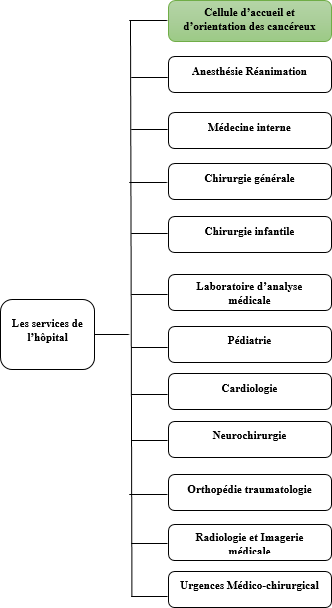 Cellule d'accueil et
d'orientation des cancéreux
Anesthésie Réanimation
Médecine interne
Chirurgie générale
Chirurgie infantile
Laboratoire d'analyse
médicale
Les services de
l'hôpital
Pédiatrie
Cardiologie
Neurochirurgie
Orthopédie traumatologie
Radiologie et Imagerie
médicale
Urgences Médico-chirurgical